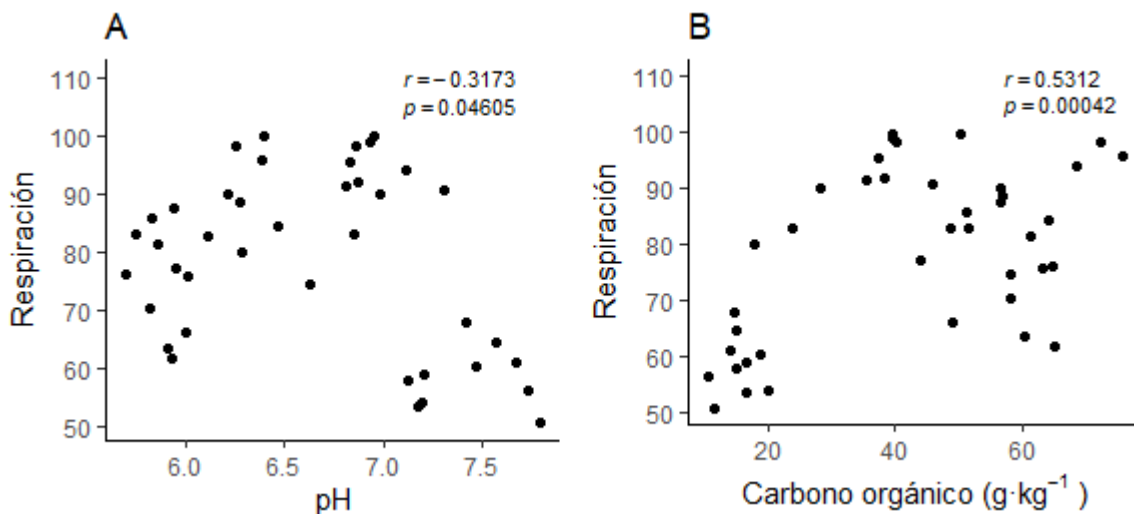 A
r = − 0.3173
p = 0.04605
Respiración
110
100
90
80
70
60
50
6.0 6.5 7.0 7.5
pH
B
r = 0.5312
p = 0.00042
Respiración
110
100
90
80
70
60
50
20 40 60
Carbono orgánico (g·kg⁻¹ )